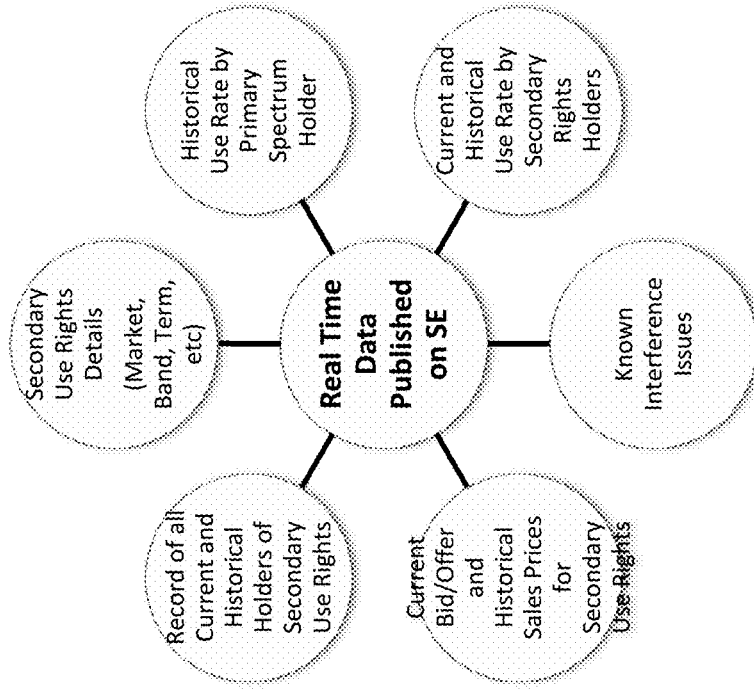 Secondary
Use Rights
Details
(Market,
Band, Term,
etc)
Historical
Use Rate by
Primary
Spectrum
Holder
Current and
Historical
Use Rate by
Secondary
Rights
Holders
Known
Interference
Issues
Current
Bid/Offer
and
Historical
Sales Prices
for
Secondary
Use Rights
Record of all
Current and
Historical
Holders of
Secondary
Use Rights
Real Time
Data
Published
on SE